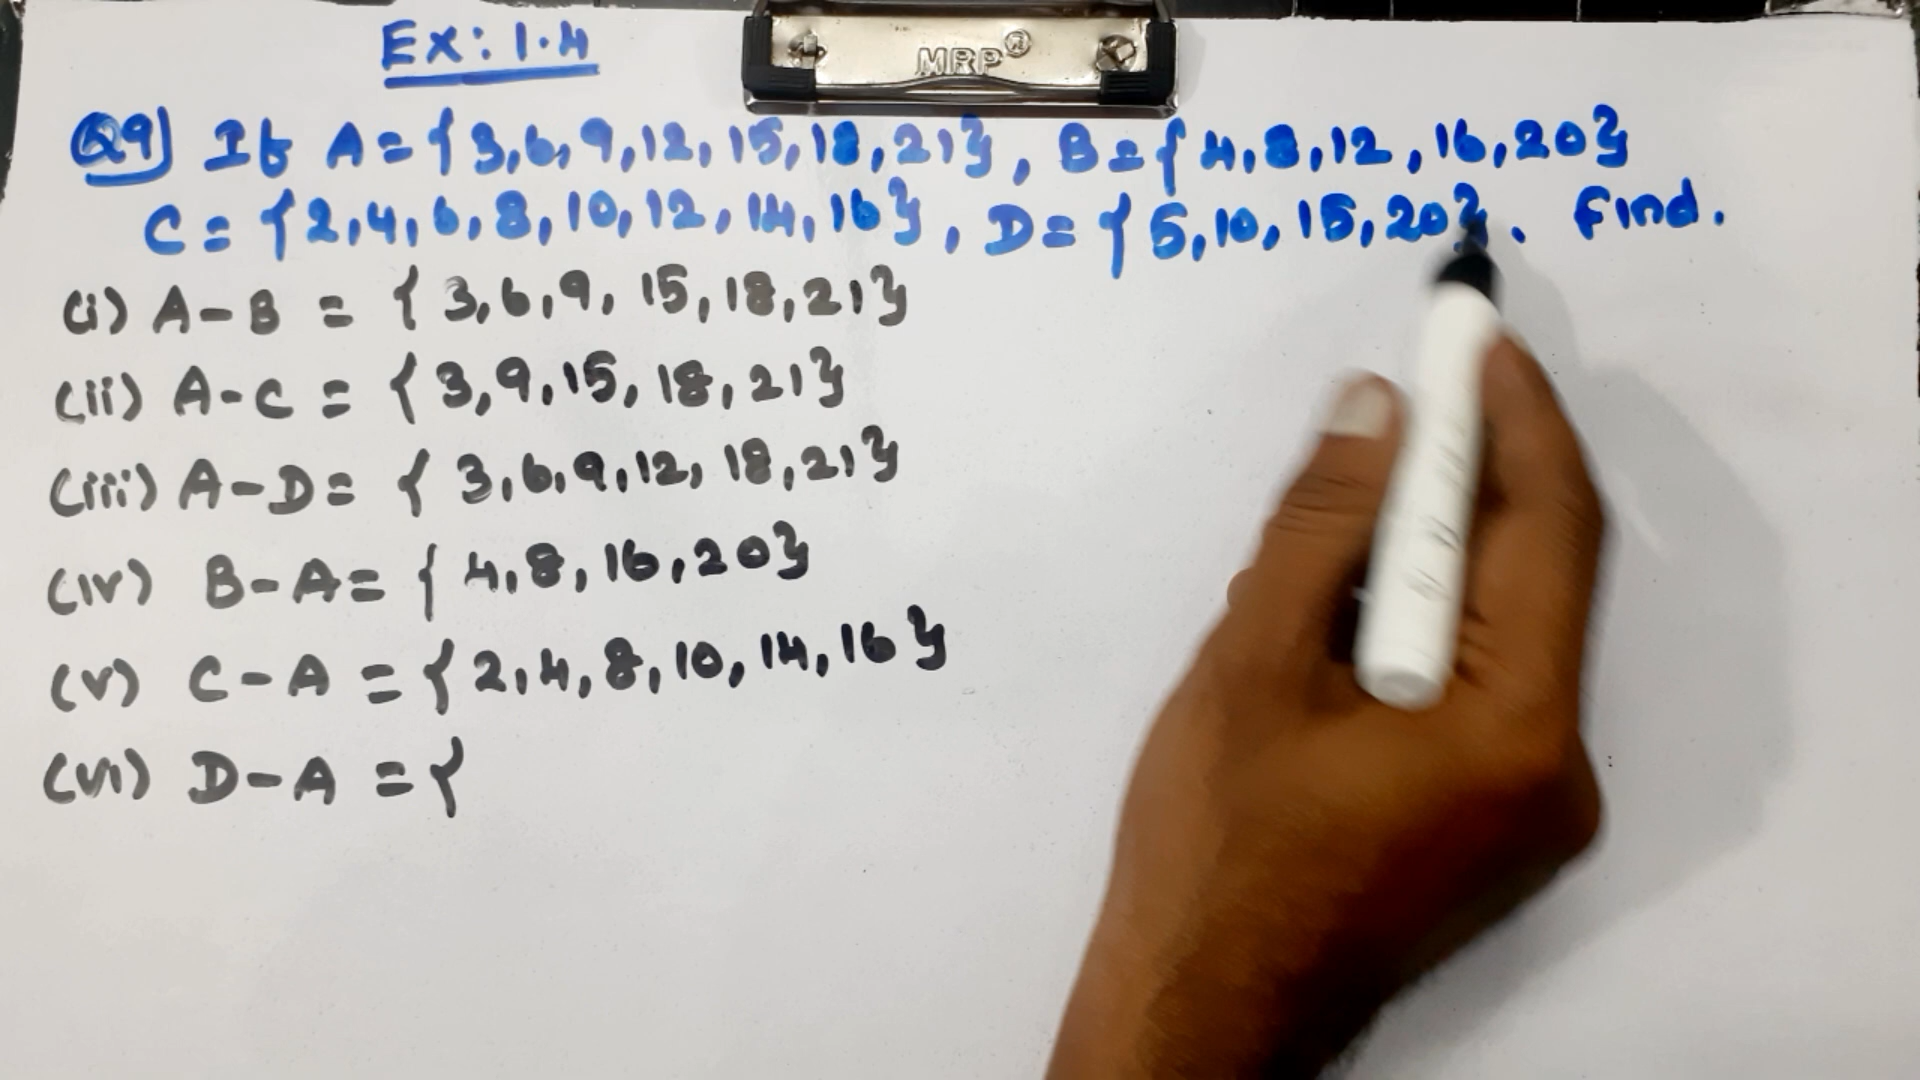 Ex: 1.4
MRP®
Q9) If A = {3,6,9,12,15,18,21}, B = {4,8,12,16,20}
C = {2,4,6,8,10,12,14,16}, D = {5,10,15,20}. Find.
(i) A-B = {3,6,9,15,18,21}
(ii) A-C = {3,9,15,18,21}
(iii) A-D = {3,6,9,12,18,21}
(iv) B-A = {4,8,16,20}
(v) C-A = {2,4,8,10,14,16}
(vi) D-A = {